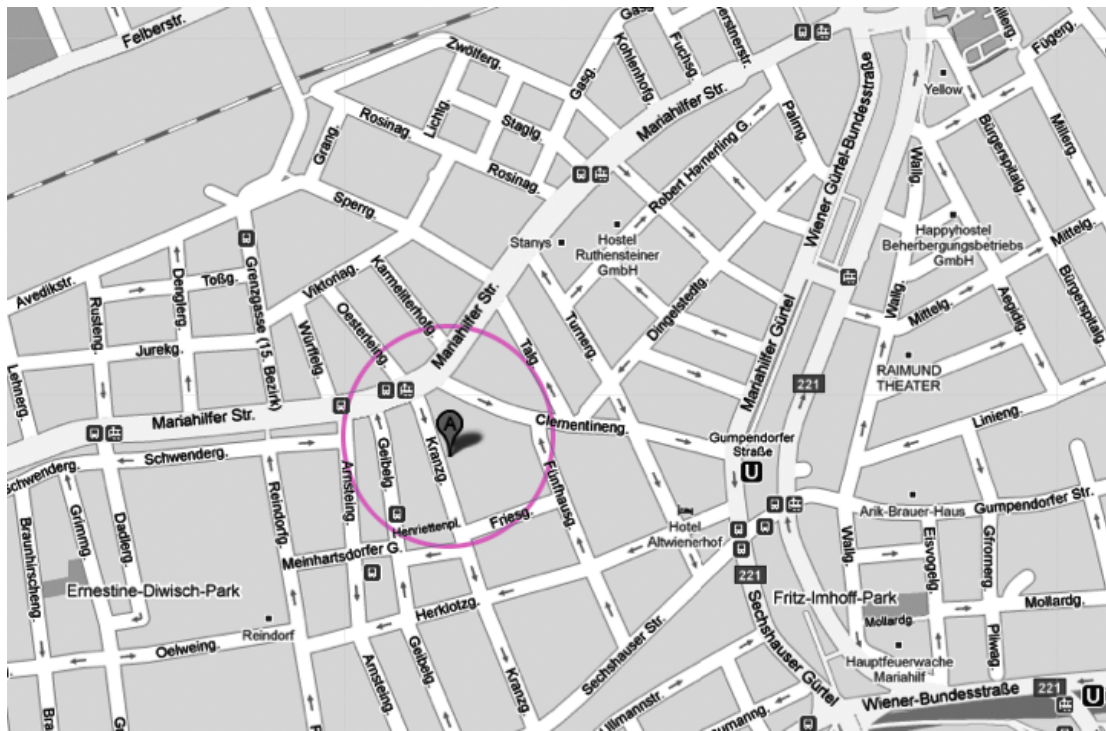 Felberstr.
Zwölferg.
Gasg.
Gasg.
Kohlenhofg.
Fuchsg.
Mariahilfer Str.
Millerg.
Fügerg.
Yellow
Wiener Gürtel-Bundesstraße
Palmg.
Lichtg.
Rosinag.
Staglg.
Grang.
Rosinag.
Robert Hamerling G.
Wallg.
Bürgerspitalg.
Millerg.
Sperrg.
Stanys
Hostel
Ruthensteiner
GmbH
Happyhostel
Beherbergungsbetriebs
GmbH
Mittelg.
Avedikstr.
Rusteng.
Denglerg.
Toßg.
Grenzgasse (15. Bezirk)
Viktoriag.
Karmeliterhofg.
Oesterleing.
Würffelg.
Mariahilfer Str.
Talg.
Turnerg.
Dingelstedtg.
Mariahilfer Gürtel
Wallg.
Mittelg.
Aegidig.
Bürgerspitalg.
Jurekg.
Lehnerg.
RAIMUND
THEATER
221
Mariahilfer Str.
Clementineng.
Linieng.
A
Gumpendorfer
Straße
U
Schwenderg.
Schwenderg.
Arnsteing.
Geibelg.
Kranzg.
Fünfhausg.
Gumpendorfer Str.
Arik-Brauer-Haus
Braunhirscheng.
Grimmg.
Dadlerg.
Reindorfg.
Henriettenpl.
Friesg.
Hotel
Altwienerhof
Wallg.
Eisvogelg.
Gfrornerg.
Meinhartsdorfer G.
221
Ernestine-Diwisch-Park
Herklotzg.
Fritz-Imhoff-Park
Mollardg.
Mollardg.
Reindorf
Oelweing.
Sechshauser Str.
Sechshauser Gürtel
Pliwag.
Hauptfeuerwache
Mariahilf
Arnsteing.
Geibelg.
Kranzg.
Ullmannstr.
Wiener-Bundesstraße
221
U
Bra